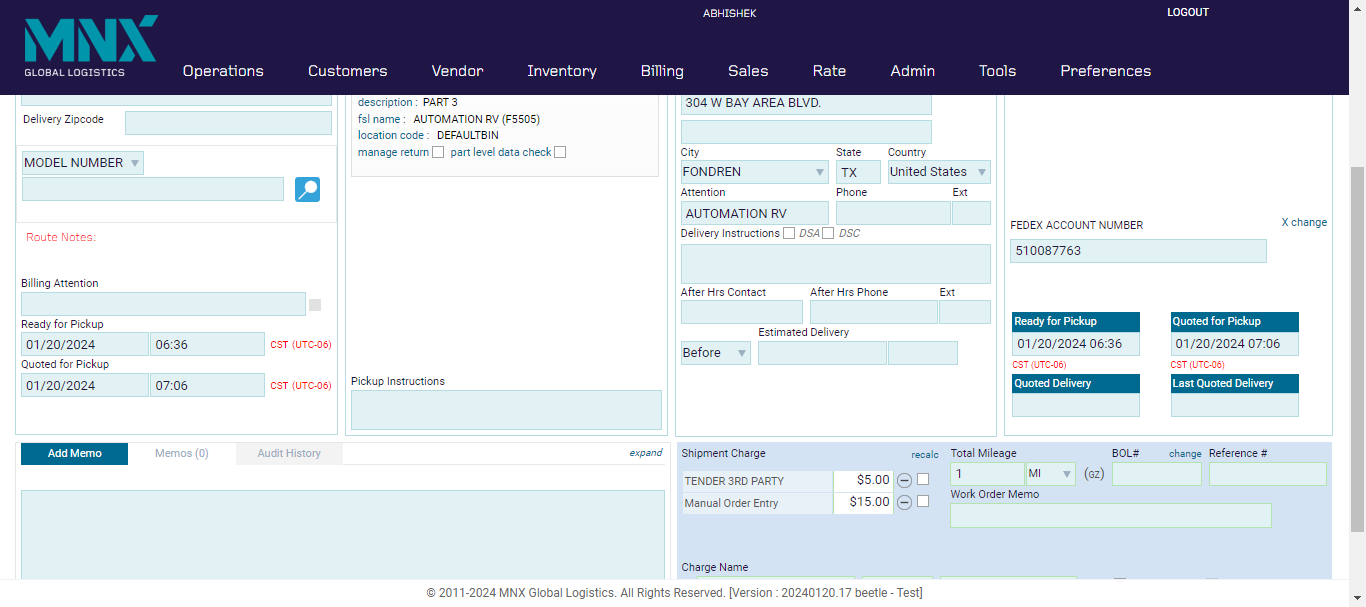 ABHISHEK
LOGOUT
MNX
GLOBAL LOGISTICS
Operations
Customers
Vendor
Inventory
Billing
Sales
Rate
Admin
Tools
Preferences
Delivery Zipcode
MODEL NUMBER
Route Notes:
Billing Attention
Ready for Pickup
01/20/2024 06:36 CST (UTC-06)
Quoted for Pickup
01/20/2024 07:06 CST (UTC-06)
description : PART 3
fsl name : AUTOMATION RV (F5505)
location code : DEFAULTBIN
manage return part level data check
Pickup Instructions
304 W BAY AREA BLVD.
City State Country
FONDREN TX United States
Attention Phone Ext
AUTOMATION RV
Delivery Instructions DSA DSC
After Hrs Contact After Hrs Phone Ext
Estimated Delivery
Before
X change
FEDEX ACCOUNT NUMBER
510087763
Ready for Pickup Quoted for Pickup
01/20/2024 06:36 01/20/2024 07:06
CST (UTC-06) CST (UTC-06)
Quoted Delivery Last Quoted Delivery
Add Memo Memos (0) Audit History expand
Shipment Charge recalc
TENDER 3RD PARTY $5.00
Manual Order Entry $15.00
Total Mileage BOL# change Reference #
1 MI (GZ)
Work Order Memo
Charge Name
© 2011-2024 MNX Global Logistics. All Rights Reserved. [Version : 20240120.17 beetle - Test]